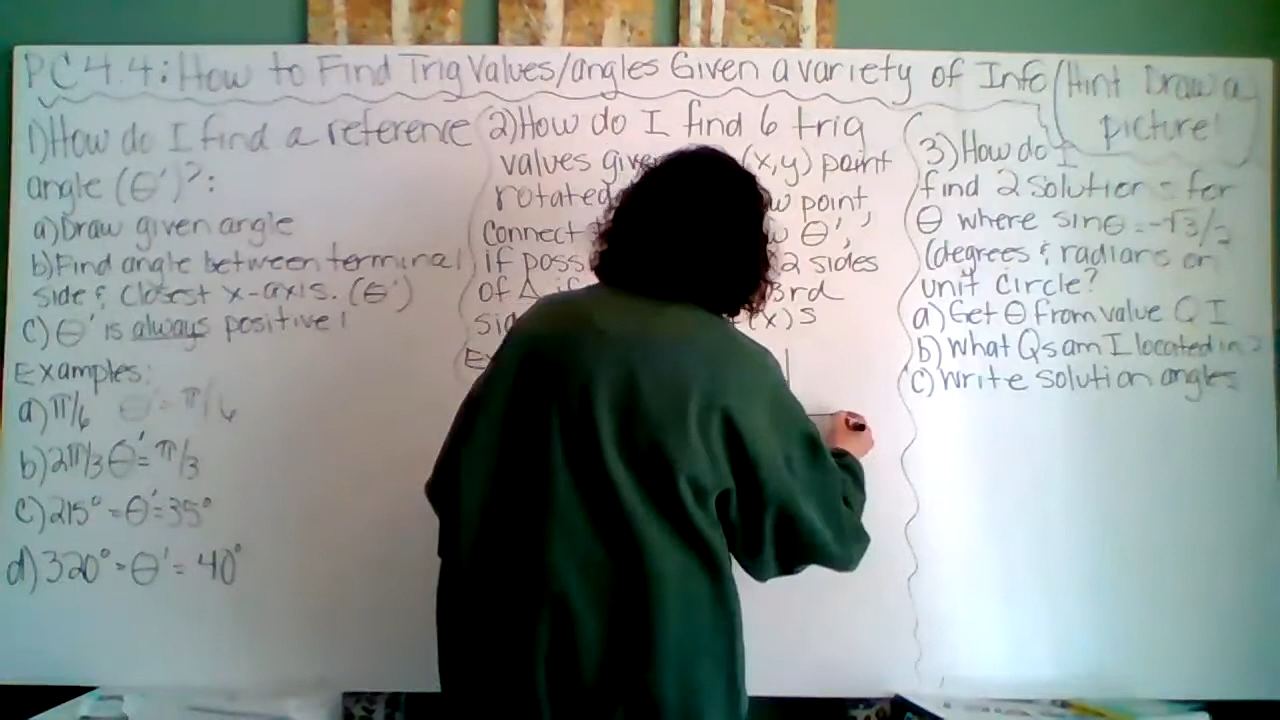 PC 4.4: How to Find Trig Values/angles Given a variety of Info (Hint Draw a
picture!
1) How do I find a reference
angle (θ')?:
a) Draw given angle
b) Find angle between terminal
side & closest x-axis. (θ')
c) θ' is always positive!
Examples:
a) π/6 θ' = π/6
b) 2π/3 θ' = π/3
c) 215° = θ' = 35°
d) 320° = θ' = 40°
2) How do I find 6 trig
values (x,y) point
rotated point,
connect θ',
if 2 sides
of Δ 3rd
(x)s
3) How do I
find 2 solutions for
θ where sinθ = -√3/2
(degrees & radians on
unit circle?
a) Get θ from value Q I
b) What Qs am I located in?
c) Write solution angles